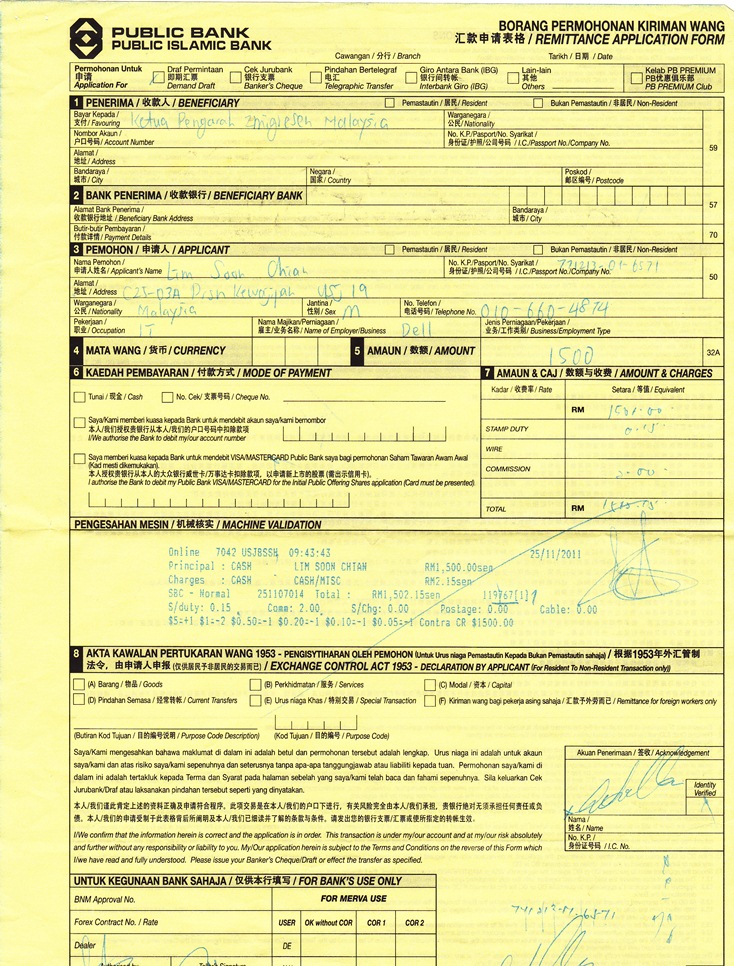 PUBLIC BANK
PUBLIC ISLAMIC BANK
BORANG PERMOHONAN KIRIMAN WANG
汇款申请表格 / REMITTANCE APPLICATION FORM
Cawangan / 分行 / Branch
Tarikh / 日期 / Date
Permohonan Untuk
申请
Application For
Draf Permintaan
即期汇票
Demand Draft
Cek Jurubank
银行支票
Banker's Cheque
Pindahan Bertelegraf
电汇
Telegraphic Transfer
Giro Antara Bank (IBG)
银行间转帐
Interbank Giro (IBG)
Lain-lain
其他
Others
Kelab PB PREMIUM
PB优惠俱乐部
PB PREMIUM Club
1 PENERIMA / 收款人 / BENEFICIARY
Pemastautin / 居民 / Resident
Bukan Pemastautin / 非居民 / Non-Resident
Bayar Kepada /
支付 / Favouring
Ketua Pengarah Malaysia
Warganegara /
公民 / Nationality
Nombor Akaun /
户口号码 / Account Number
No. K.P/Pasport/No. Syarikat /
身份证/护照/公司号码 / I.C./Passport No./Company No.
59
Alamat /
地址 / Address
Bandaraya /
城市 / City
Negara /
国家 / Country
Poskod /
邮区编号 / Postcode
2 BANK PENERIMA / 收款银行 / BENEFICIARY BANK
57
Alamat Bank Penerima /
收款银行地址 / Beneficiary Bank Address
Bandaraya /
城市 / City
Butir-butir Pembayaran /
付款详情 / Payment Details
70
3 PEMOHON / 申请人 / APPLICANT
Pemastautin / 居民 / Resident
Bukan Pemastautin / 非居民 / Non-Resident
Nama Pemohon /
申请人姓名 / Applicant's Name
Lim Soon Chian
No. K.P/Pasport/No. Syarikat /
身份证/护照/公司号码 / I.C./Passport No./Company No.
50
Alamat /
地址 / Address
C25-03A USJ 19
Warganegara /
公民 / Nationality
Malaysia
Jantina /
性别 / Sex
M
No. Telefon /
电话号码 / Telephone No.
010-660-4874
Pekerjaan /
职业 / Occupation
IT
Nama Majikan/Perniagaan /
雇主/业务名称 / Name of Employer/Business
Dell
Jenis Perniagaan/Pekerjaan /
业务/工作类别 / Business/Employment Type
4 MATA WANG / 货币 / CURRENCY
5 AMAUN / 数额 / AMOUNT
1500
32A
6 KAEDAH PEMBAYARAN / 付款方式 / MODE OF PAYMENT
7 AMAUN & CAJ / 数额与收费 / AMOUNT & CHARGES
Tunai / 现金 / Cash
No. Cek/ 支票号码 / Cheque No.
Kadar / 收费率 / Rate
Setara / 等值 / Equivalent
RM
Saya/Kami memberi kuasa kepada Bank untuk mendebit akaun saya/kami bernombor
本人/我们授权银行从本人/我们的户口号码中扣除款项
I/We authorise the Bank to debit my/our account number
STAMP DUTY
0.15
WIRE
Saya memberi kuasa kepada Bank untuk mendebit VISA/MASTERCARD Public Bank saya bagi permohonan Saham Tawaran Awam Awal
(Kad mesti dikemukakan).
本人授权银行从本人的大众银行威世卡/万事达卡扣除款项，以申请新上市的股票 (需出示信用卡)。
I authorise the Bank to debit my Public Bank VISA/MASTERCARD for the Initial Public Offering Shares application (Card must be presented)
COMMISSION
2.00
TOTAL
RM
PENGESAHAN MESIN / 机械核实 / MACHINE VALIDATION
Online 7042 USJBSSH 09:43:43 25/11/2011
Principal : CASH LIM SOON CHIAN RM1,500.00sen
Charges : CASH CASH/MISC RM2.15sen
SBC - Normal 251107014 Total : RM1,502.15sen 119767[1]
S/duty: 0.15 Comm: 2.00 S/Chg: 0.00 Postage: 0.00 Cable: 0.00
$5=+1 $1=-2 $0.50=-1 $0.20=-1 $0.10=-1 $0.05=-1 Contra CR $1500.00
8 AKTA KAWALAN PERTUKARAN WANG 1953 - PENGISYTIHARAN OLEH PEMOHON (Untuk Urus niaga Pemastautin Kepada Bukan Pemastautin sahaja) / 根据1953年外汇管制
法令，由申请人申报 (仅供居民予非居民的交易而已) / EXCHANGE CONTROL ACT 1953 - DECLARATION BY APPLICANT (For Resident To Non-Resident Transaction only))
(A) Barang / 物品 / Goods
(B) Perkhidmatan / 服务 / Services
(C) Modal / 资本 / Capital
(D) Pindahan Semasa / 经常转帐 / Current Transfers
(E) Urus niaga Khas / 特别交易 / Special Transaction
(F) Kiriman wang bagi pekerja asing sahaja / 汇款予外劳而已 / Remittance for foreign workers only
(Butiran Kod Tujuan / 目的编号说明 / Purpose Code Description)
(Kod Tujuan / 目的编号 / Purpose Code)
Saya/Kami mengesahkan bahawa maklumat di dalam ini adalah betul dan permohonan tersebut adalah lengkap. Urus niaga ini adalah untuk akaun
saya/kami dan atas risiko saya/kami sepenuhnya dan seterusnya tanpa apa-apa tanggungjawab atau liabiliti kepada tuan. Permohonan saya/kami di
dalam ini adalah tertakluk kepada Terma dan Syarat pada halaman sebelah yang saya/kami telah baca dan fahami sepenuhnya. Sila keluarkan Cek
Jurubank/Draf atau laksanakan pindahan tersebut seperti yang dinyatakan.
本人/我们谨此肯定上述的资料正确及申请符合程序。此项交易是在本人/我们的户口下进行，有关风险完全由本人/我们承担，贵银行绝对无须承担任何责任或负
债。本人/我们的申请受制于此表格背后所阐明及本人/我们已细读并了解的条款与条件。请发出您的银行支票/汇票或使所指定的转帐生效。
I/We confirm that the information herein is correct and the application is in order. This transaction is under my/our account and at my/our risk absolutely
and further without any responsibility or liability to you. My/Our application herein is subject to the Terms and Conditions on the reverse of this Form which
I/we have read and fully understood. Please issue your Banker's Cheque/Draft or effect the transfer as specified.
Akuan Penerimaan / 签收/ Acknowledgement
Identity
Verified
Nama /
姓名 / Name
No. K.P. /
身份证号码 / I.C. No.
UNTUK KEGUNAAN BANK SAHAJA / 仅供本行填写 / FOR BANK'S USE ONLY
BNM Approval No.
FOR MERVA USE
Forex Contract No. / Rate
USER
OK without COR
COR 1
COR 2
Dealer
DE